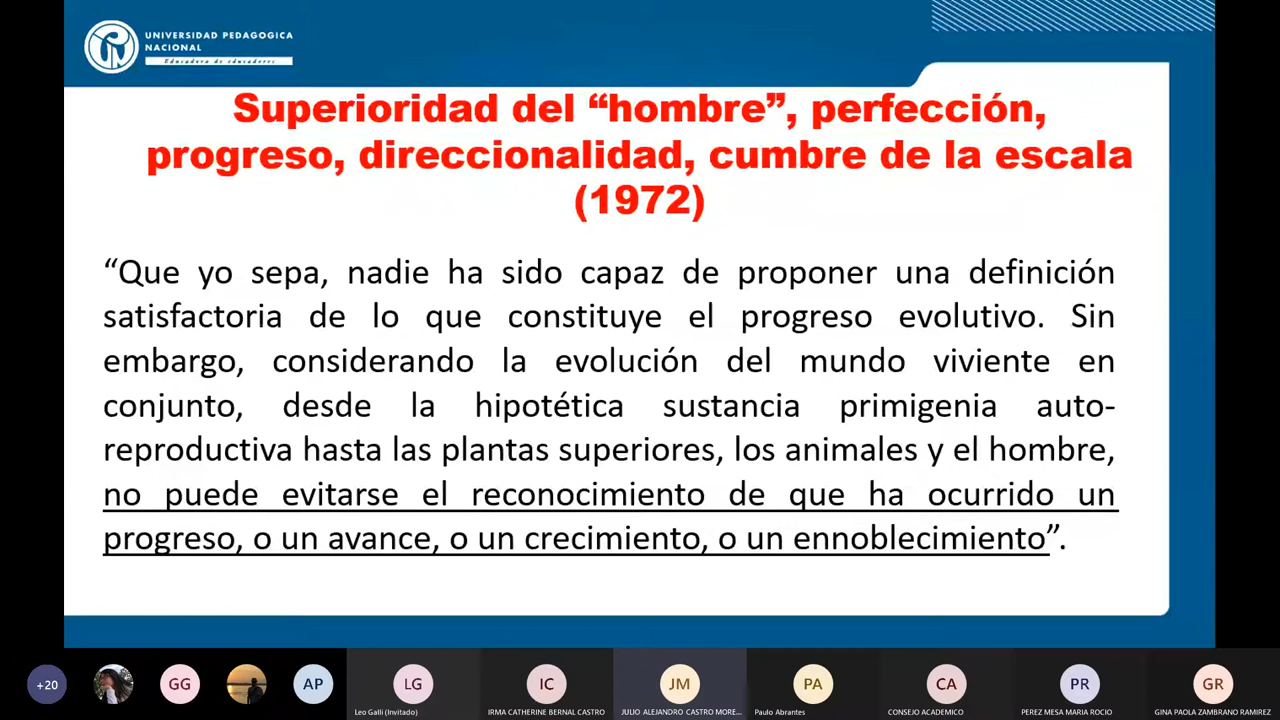 UNIVERSIDAD PEDAGOGICA
NACIONAL
Educadora de educadores
Superioridad del “hombre”, perfección,
progreso, direccionalidad, cumbre de la escala
(1972)
“Que yo sepa, nadie ha sido capaz de proponer una definición
satisfactoria de lo que constituye el progreso evolutivo. Sin
embargo, considerando la evolución del mundo viviente en
conjunto, desde la hipotética sustancia primigenia auto-
reproductiva hasta las plantas superiores, los animales y el hombre,
no puede evitarse el reconocimiento de que ha ocurrido un
progreso, o un avance, o un crecimiento, o un ennoblecimiento”.
+20
GG
AP
LG
IC
JM
PA
CA
PR
GR
Leo Galli (Invitado)
IRMA CATHERINE BERNAL CASTRO
JULIO ALEJANDRO CASTRO MORE...
Paulo Abrantes
CONSEJO ACADEMICO
PEREZ MESA MARIA ROCIO
GINA PAOLA ZAMBRANO RAMIREZ